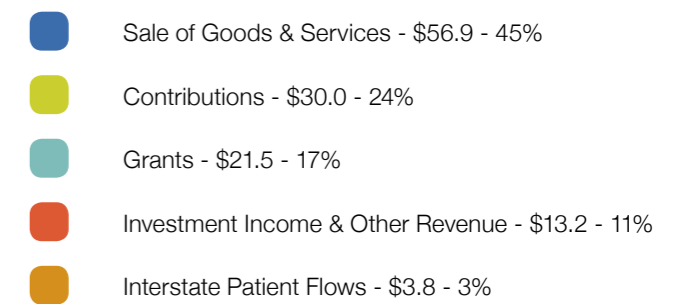 Sale of Goods & Services - $56.9 - 45%
Contributions - $30.0 - 24%
Grants - $21.5 - 17%
Investment Income & Other Revenue - $13.2 - 11%
Interstate Patient Flows - $3.8 - 3%